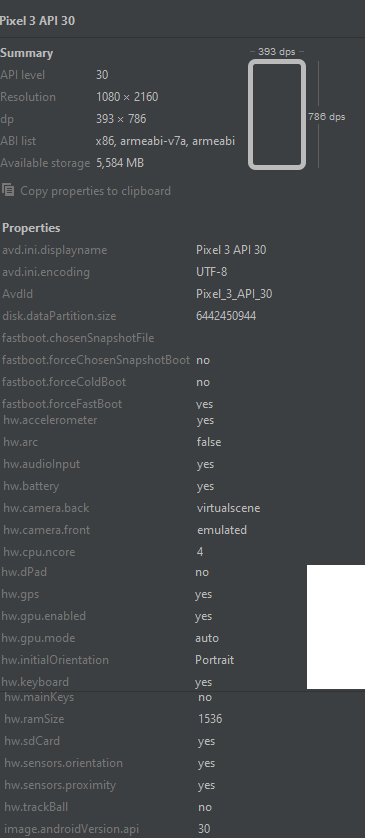 Pixel 3 API 30
Summary
API level 30
Resolution 1080 × 2160
dp 393 × 786
ABI list x86, armeabi-v7a, armeabi
Available storage 5,584 MB
393 dps
786 dps
Copy properties to clipboard
Properties
avd.ini.displayname Pixel 3 API 30
avd.ini.encoding UTF-8
AvdId Pixel_3_API_30
disk.dataPartition.size 6442450944
fastboot.chosenSnapshotFile
fastboot.forceChosenSnapshotBoot no
fastboot.forceColdBoot no
fastboot.forceFastBoot yes
hw.accelerometer yes
hw.arc false
hw.audioInput yes
hw.battery yes
hw.camera.back virtualscene
hw.camera.front emulated
hw.cpu.ncore 4
hw.dPad no
hw.gps yes
hw.gpu.enabled yes
hw.gpu.mode auto
hw.initialOrientation Portrait
hw.keyboard yes
hw.mainKeys no
hw.ramSize 1536
hw.sdCard yes
hw.sensors.orientation yes
hw.sensors.proximity yes
hw.trackBall no
image.androidVersion.api 30